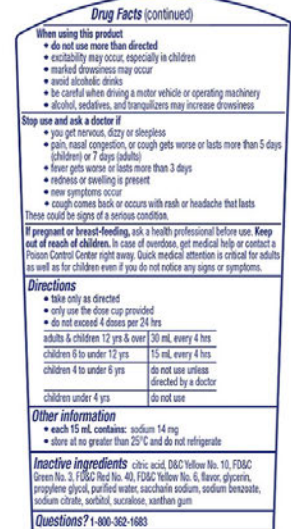 Drug Facts (continued)
When using this product
• do not use more than directed
• excitability may occur, especially in children
• marked drowsiness may occur
• avoid alcoholic drinks
• be careful when driving a motor vehicle or operating machinery
• alcohol, sedatives, and tranquilizers may increase drowsiness
Stop use and ask a doctor if
• you get nervous, dizzy or sleepless
• pain, nasal congestion, or cough gets worse or lasts more than 5 days
(children) or 7 days (adults)
• fever gets worse or lasts more than 3 days
• redness or swelling is present
• new symptoms occur
• cough comes back or occurs with rash or headache that lasts
These could be signs of a serious condition.
If pregnant or breast-feeding, ask a health professional before use. Keep
out of reach of children. In case of overdose, get medical help or contact a
Poison Control Center right away. Quick medical attention is critical for adults
as well as for children even if you do not notice any signs or symptoms.
Directions
• take only as directed
• only use the dose cup provided
• do not exceed 4 doses per 24 hrs
adults & children 12 yrs & over 30 mL every 4 hrs
children 6 to under 12 yrs 15 mL every 4 hrs
children 4 to under 6 yrs do not use unless
directed by a doctor
children under 4 yrs do not use
Other information
• each 15 mL contains: sodium 14 mg
• store at no greater than 25°C and do not refrigerate
Inactive ingredients citric acid, D&C Yellow No. 10, FD&C
Green No. 3, FD&C Red No. 40, FD&C Yellow No. 6, flavor, glycerin,
propylene glycol, purified water, saccharin sodium, sodium benzoate,
sodium citrate, sorbitol, sucralose, xanthan gum
Questions? 1-800-362-1683